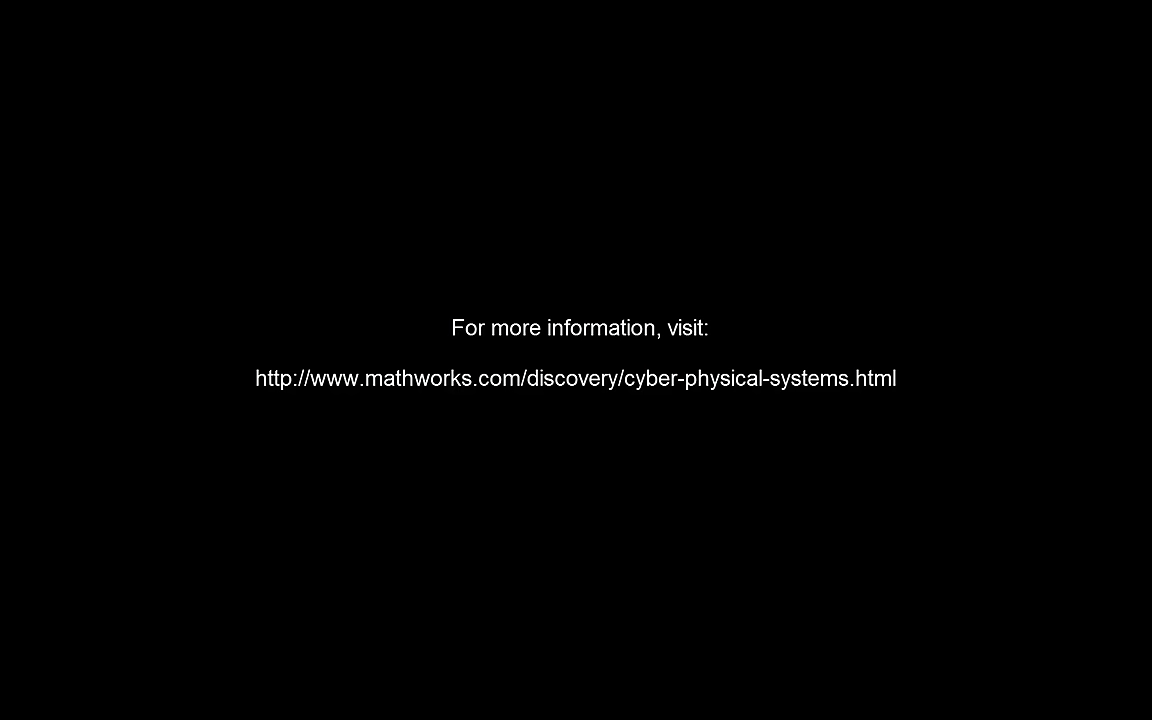 For more information, visit:
http://www.mathworks.com/discovery/cyber-physical-systems.html